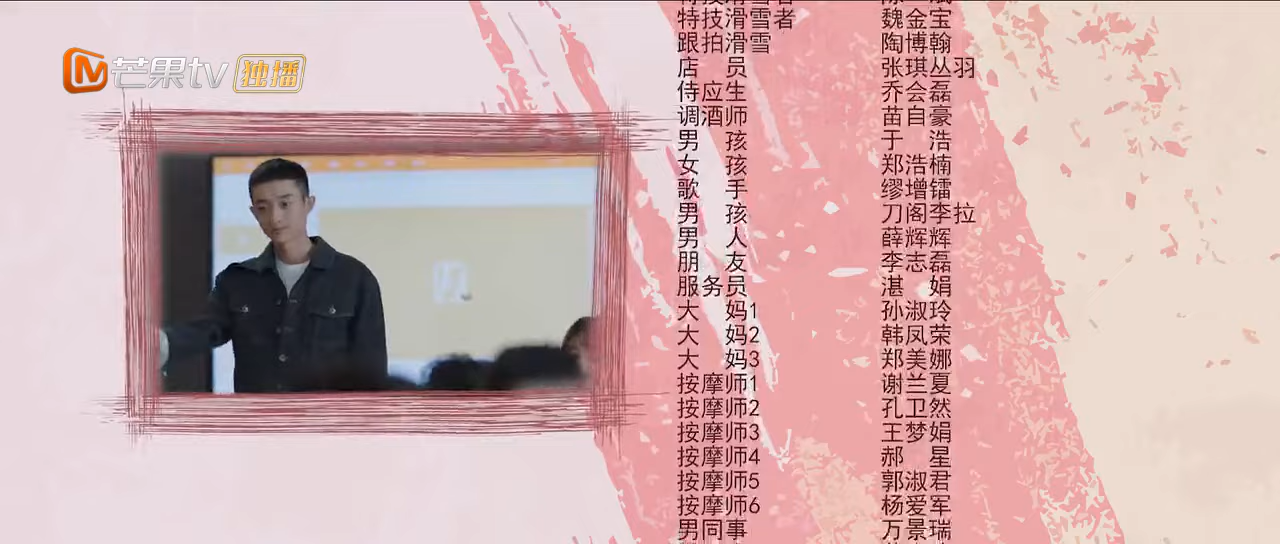 芒果tv 独播
特技滑雪者 魏金宝
跟拍滑雪 陶博翰
店员 张琪丛羽
侍应生 乔会磊
调酒师 苗自豪
男孩 于浩
女孩 郑浩楠
歌手 缪增镭
男孩 刀阁李拉
男人 薛辉辉
朋友 李志磊
服务员 湛娟
大妈1 孙淑玲
大妈2 韩凤荣
大妈3 郑美娜
按摩师1 谢兰夏
按摩师2 孔卫然
按摩师3 王梦娟
按摩师4 郝星
按摩师5 郭淑君
按摩师6 杨爱军
男同事 万景瑞